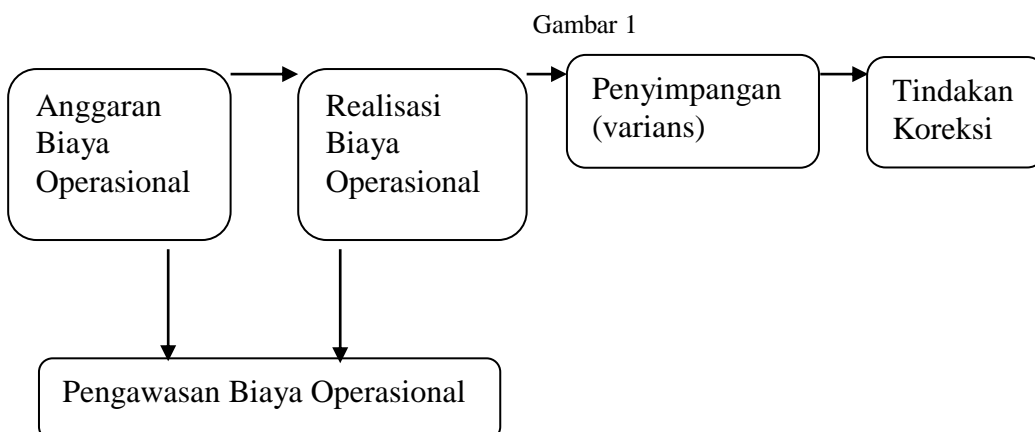 Gambar 1
Anggaran
Biaya
Operasional
Realisasi
Biaya
Operasional
Penyimpangan
(varians)
Tindakan
Koreksi
Pengawasan Biaya Operasional